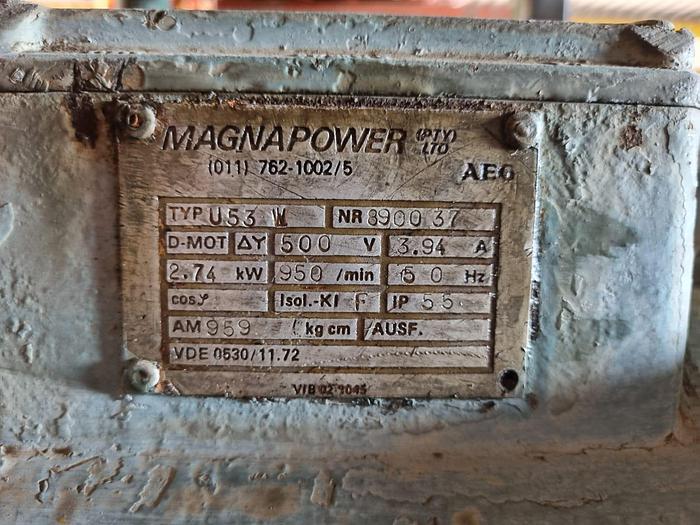 MAGNAPOWER (PTY) LTD
(011) 762-1002/5 AEG
TYP U53 W NR 8900 37
D-MOT ΔY 500 V 3.94 A
2.74 kW 950 /min 50 Hz
cosφ Isol.-Kl F IP 55
AM 959 kg cm AUSF.
VDE 0530/11.72